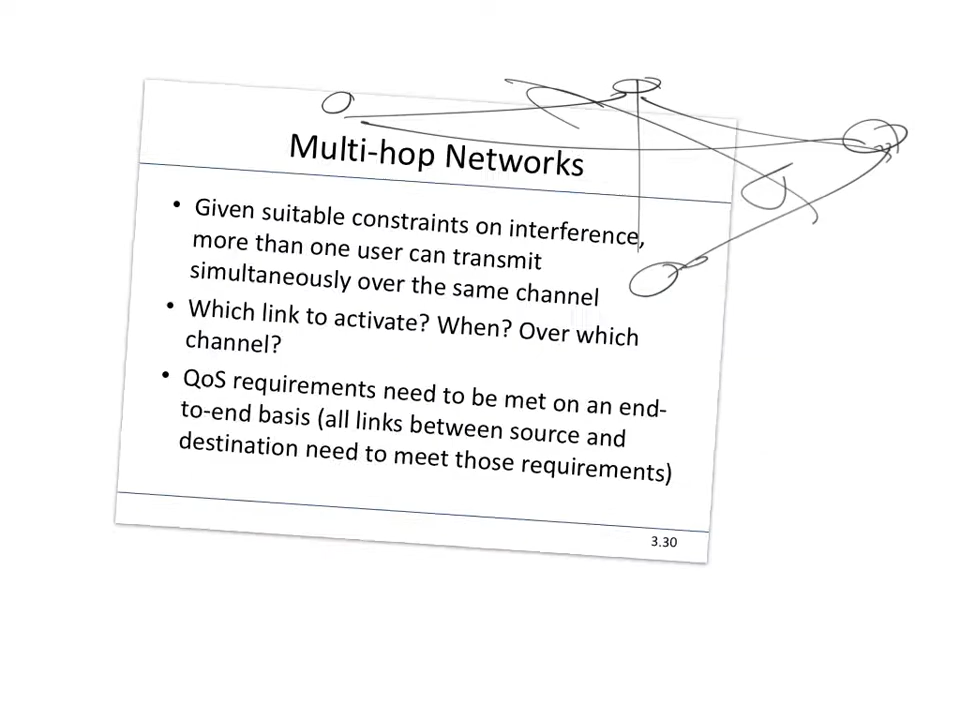 Multi-hop Networks
• Given suitable constraints on interference,
more than one user can transmit
simultaneously over the same channel
• Which link to activate? When? Over which
channel?
• QoS requirements need to be met on an end-
to-end basis (all links between source and
destination need to meet those requirements)
3.30